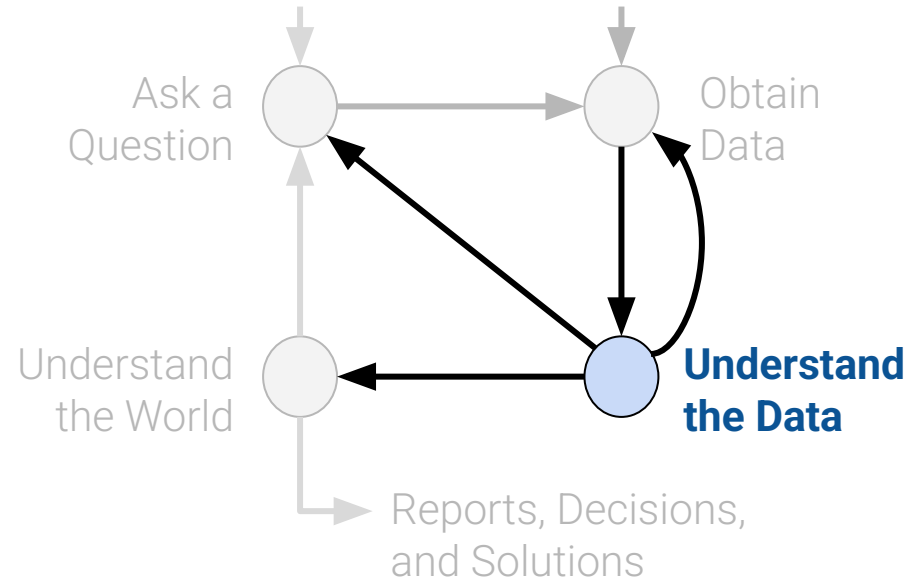 Ask a
Question
Obtain
Data
Understand
the World
Understand
the Data
Reports, Decisions,
and Solutions